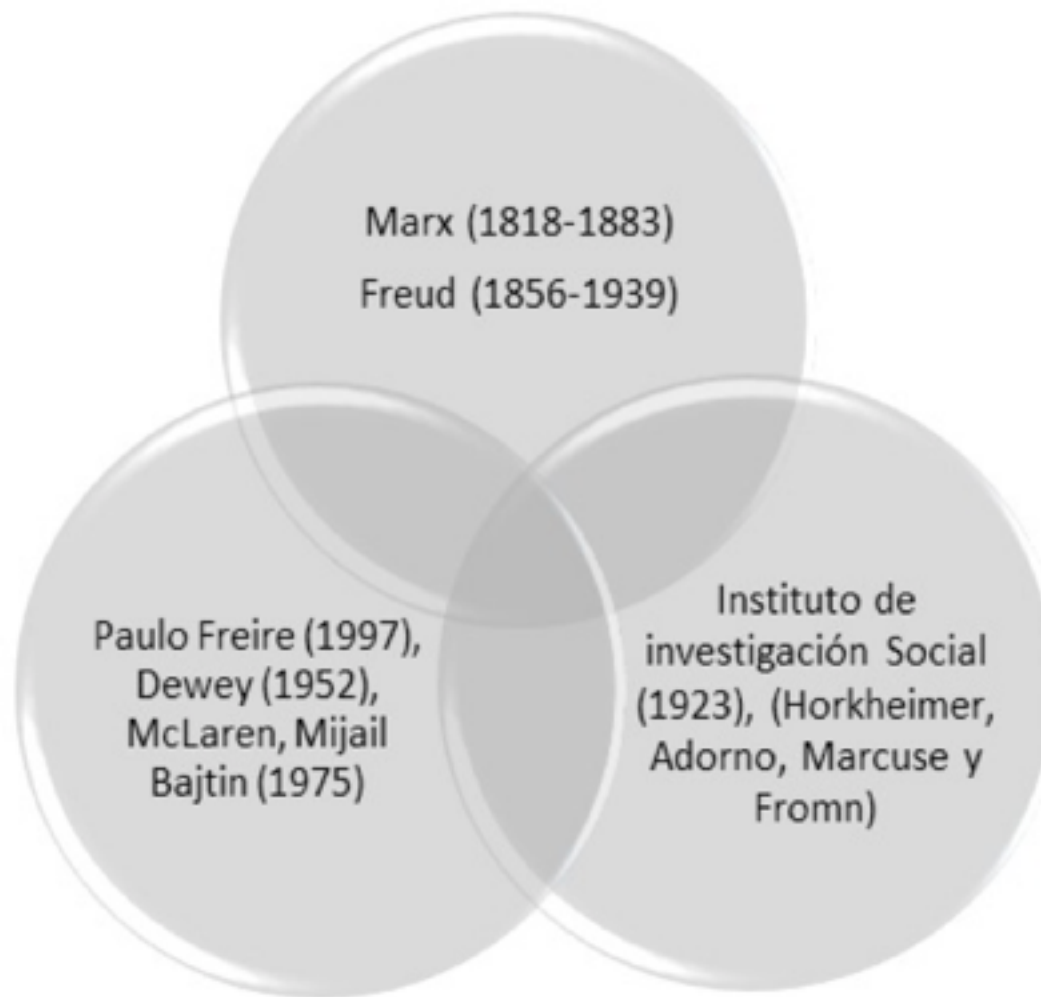 Marx (1818-1883)
Freud (1856-1939)
Paulo Freire (1997),
Dewey (1952),
McLaren, Mijail
Bajtin (1975)
Instituto de
investigación Social
(1923), (Horkheimer,
Adorno, Marcuse y
Fromn)